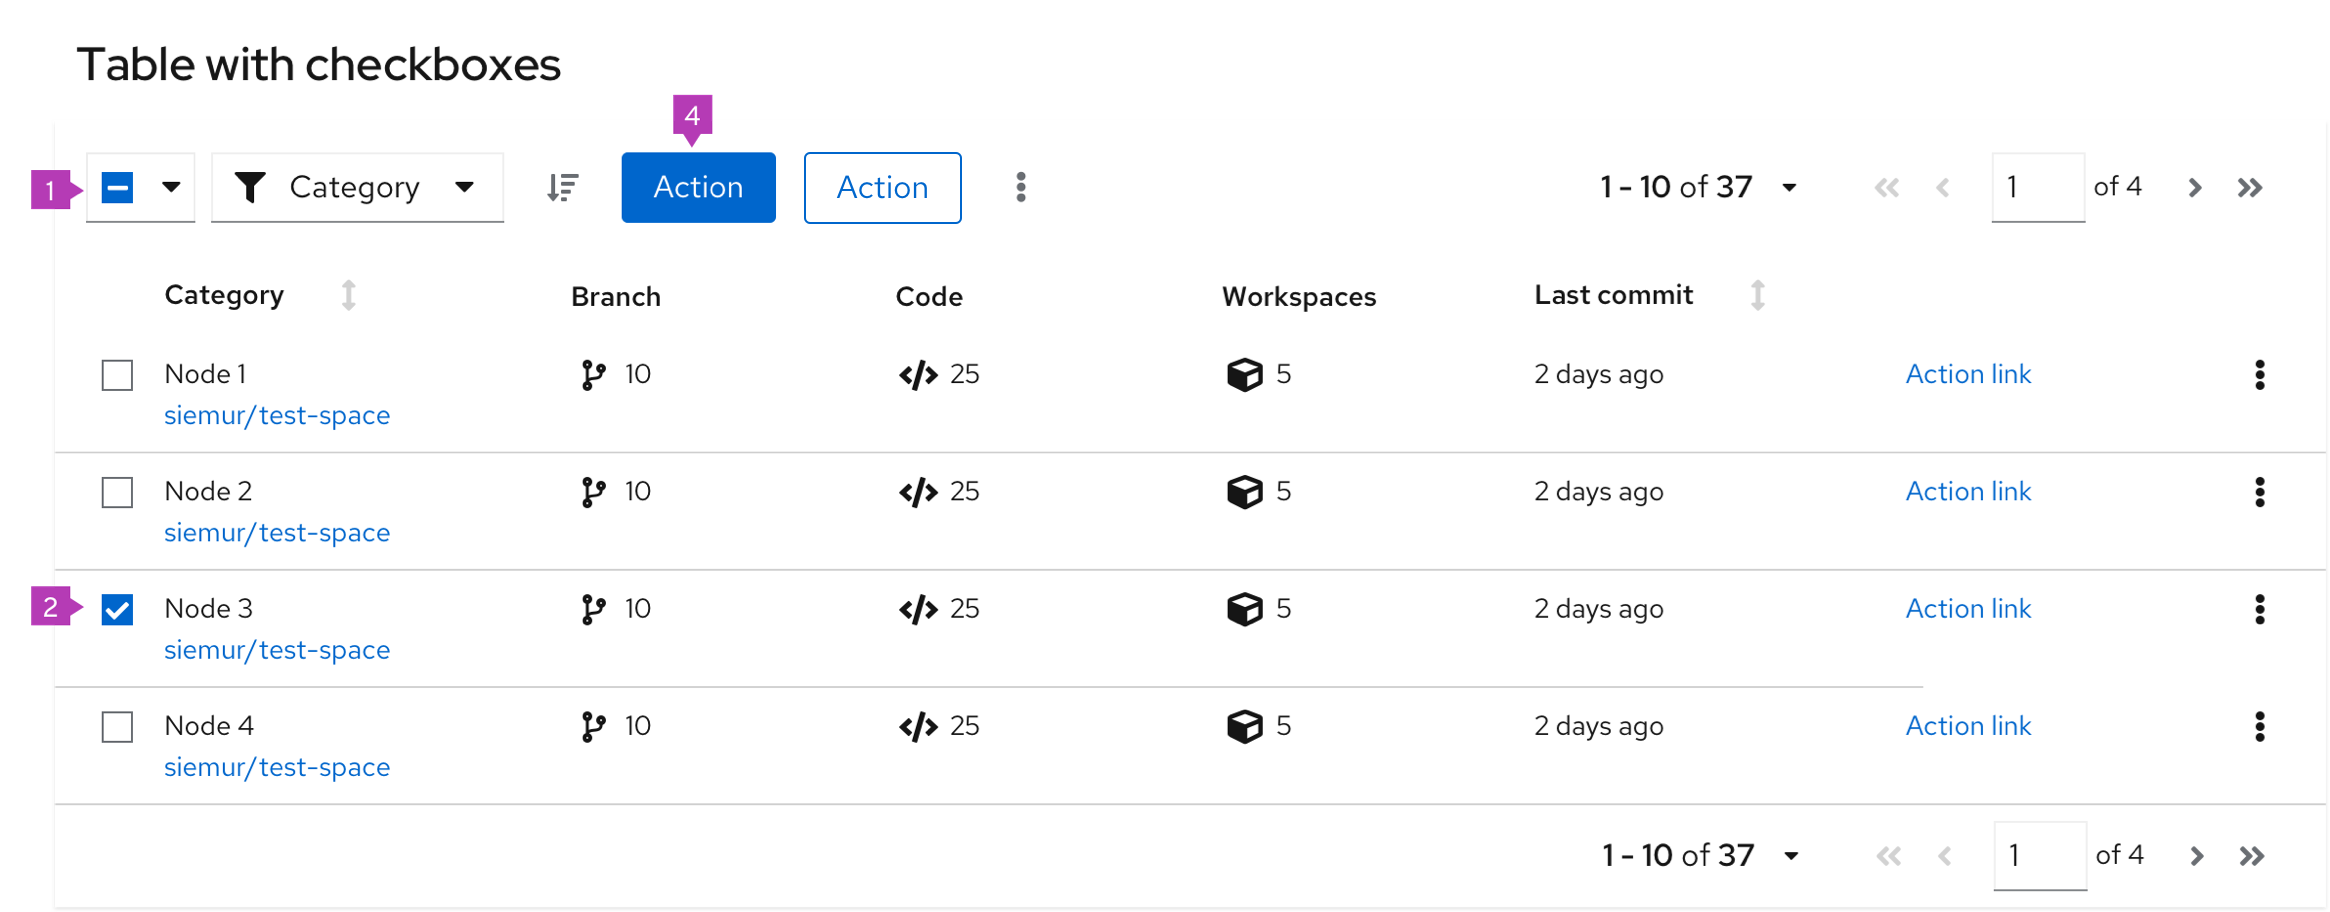 Table with checkboxes
4
1 Category Action Action 1 - 10 of 37 1 of 4
Category Branch Code Workspaces Last commit
Node 1 10 25 5 2 days ago Action link
siemur/test-space
Node 2 10 25 5 2 days ago Action link
siemur/test-space
2 Node 3 10 25 5 2 days ago Action link
siemur/test-space
Node 4 10 25 5 2 days ago Action link
siemur/test-space
1 - 10 of 37 1 of 4